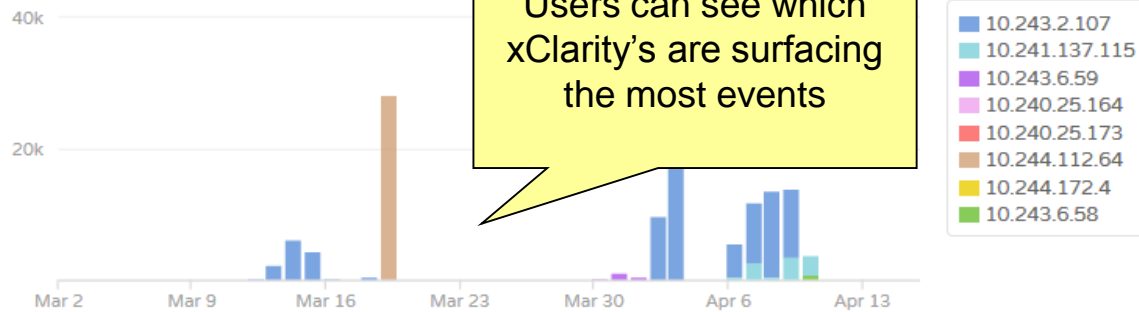 40k
20k
Users can see which
xClarity's are surfacing
the most events
10.243.2.107
10.241.137.115
10.243.6.59
10.240.25.164
10.240.25.173
10.244.112.64
10.244.172.4
10.243.6.58
Mar 2 Mar 9 Mar 16 Mar 23 Mar 30 Apr 6 Apr 13